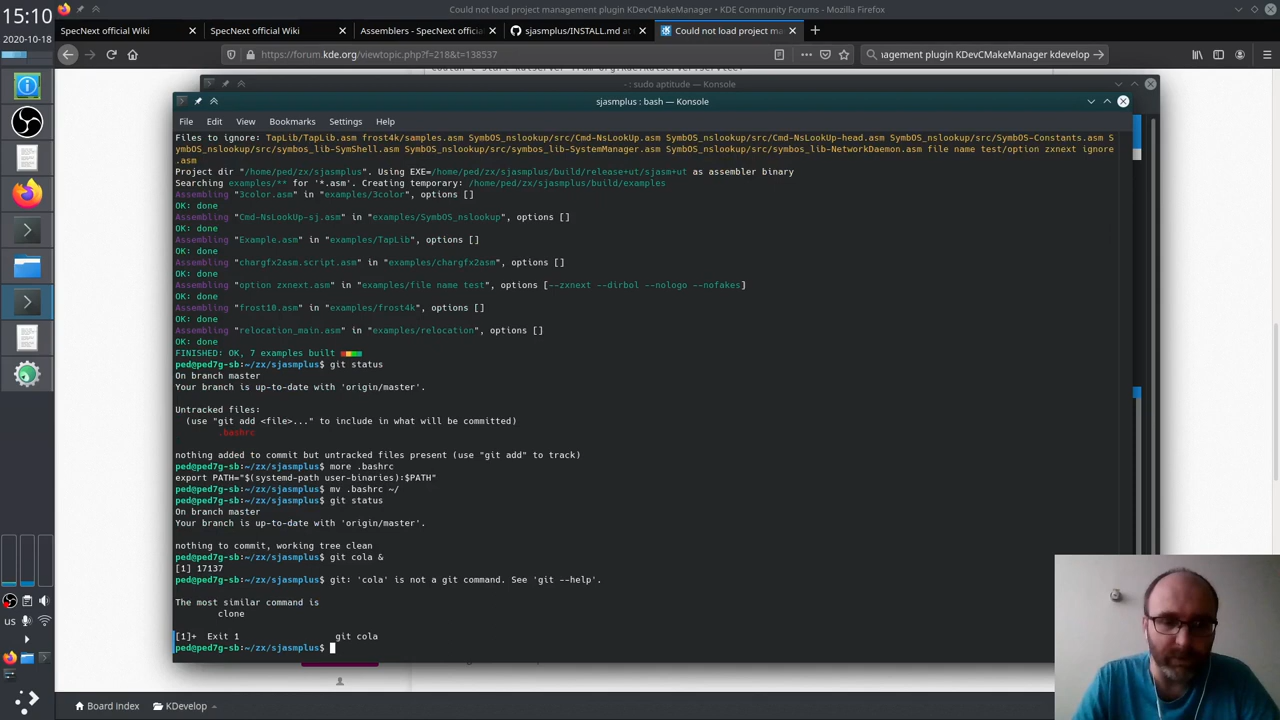 15:10
2020-10-18
Could not load project management plugin KDevCMakeManager • KDE Community Forums - Mozilla Firefox
SpecNext official Wiki
SpecNext official Wiki
Assemblers - SpecNext official
sjasmplus/INSTALL.md at
Could not load project ma
https://forum.kde.org/viewtopic.php?f=218&t=138537
agement plugin KDevCMakeManager kdevelop
- : sudo aptitude — Konsole
sjasmplus : bash — Konsole
File Edit View Bookmarks Settings Help
Files to ignore: TapLib/TapLib.asm frost4k/samples.asm SymbOS_nslookup/src/Cmd-NsLookUp.asm SymbOS_nslookup/src/Cmd-NsLookUp-head.asm SymbOS_nslookup/src/SymbOS-Constants.asm S
ymbOS_nslookup/src/symbos_lib-SymShell.asm SymbOS_nslookup/src/symbos_lib-SystemManager.asm SymbOS_nslookup/src/symbos_lib-NetworkDaemon.asm file name test/option zxnext ignore
.asm
Project dir "/home/ped/zx/sjasmplus". Using EXE=/home/ped/zx/sjasmplus/build/release+ut/sjasm+ut as assembler binary
Searching examples/** for '*.asm'. Creating temporary: /home/ped/zx/sjasmplus/build/examples
Assembling "3color.asm" in "examples/3color", options []
OK: done
Assembling "Cmd-NsLookUp-sj.asm" in "examples/SymbOS_nslookup", options []
OK: done
Assembling "Example.asm" in "examples/TapLib", options []
OK: done
Assembling "chargfx2asm.script.asm" in "examples/chargfx2asm", options []
OK: done
Assembling "option zxnext.asm" in "examples/file name test", options [--zxnext --dirbol --nologo --nofakes]
OK: done
Assembling "frost10.asm" in "examples/frost4k", options []
OK: done
Assembling "relocation_main.asm" in "examples/relocation", options []
OK: done
FINISHED: OK, 7 examples built
ped@ped7g-sb:~/zx/sjasmplus$ git status
On branch master
Your branch is up-to-date with 'origin/master'.
Untracked files:
(use "git add <file>..." to include in what will be committed)
.bashrc
nothing added to commit but untracked files present (use "git add" to track)
ped@ped7g-sb:~/zx/sjasmplus$ more .bashrc
export PATH="$(systemd-path user-binaries):$PATH"
ped@ped7g-sb:~/zx/sjasmplus$ mv .bashrc ~/
ped@ped7g-sb:~/zx/sjasmplus$ git status
On branch master
Your branch is up-to-date with 'origin/master'.
nothing to commit, working tree clean
ped@ped7g-sb:~/zx/sjasmplus$ git cola &
[1] 17137
ped@ped7g-sb:~/zx/sjasmplus$ git: 'cola' is not a git command. See 'git --help'.
The most similar command is
clone
[1]+ Exit 1 git cola
ped@ped7g-sb:~/zx/sjasmplus$
us
Board index KDevelop